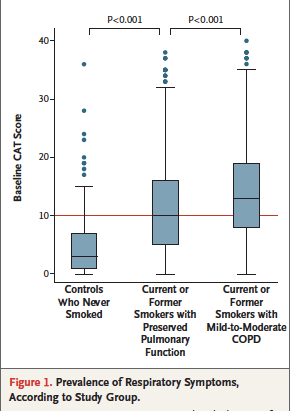 P<0.001 P<0.001
40
30
20
10
0
Baseline CAT Score
Controls
Who Never
Smoked
Current or
Former
Smokers with
Preserved
Pulmonary
Function
Current or
Former
Smokers with
Mild-to-Moderate
COPD
Figure 1. Prevalence of Respiratory Symptoms,
According to Study Group.